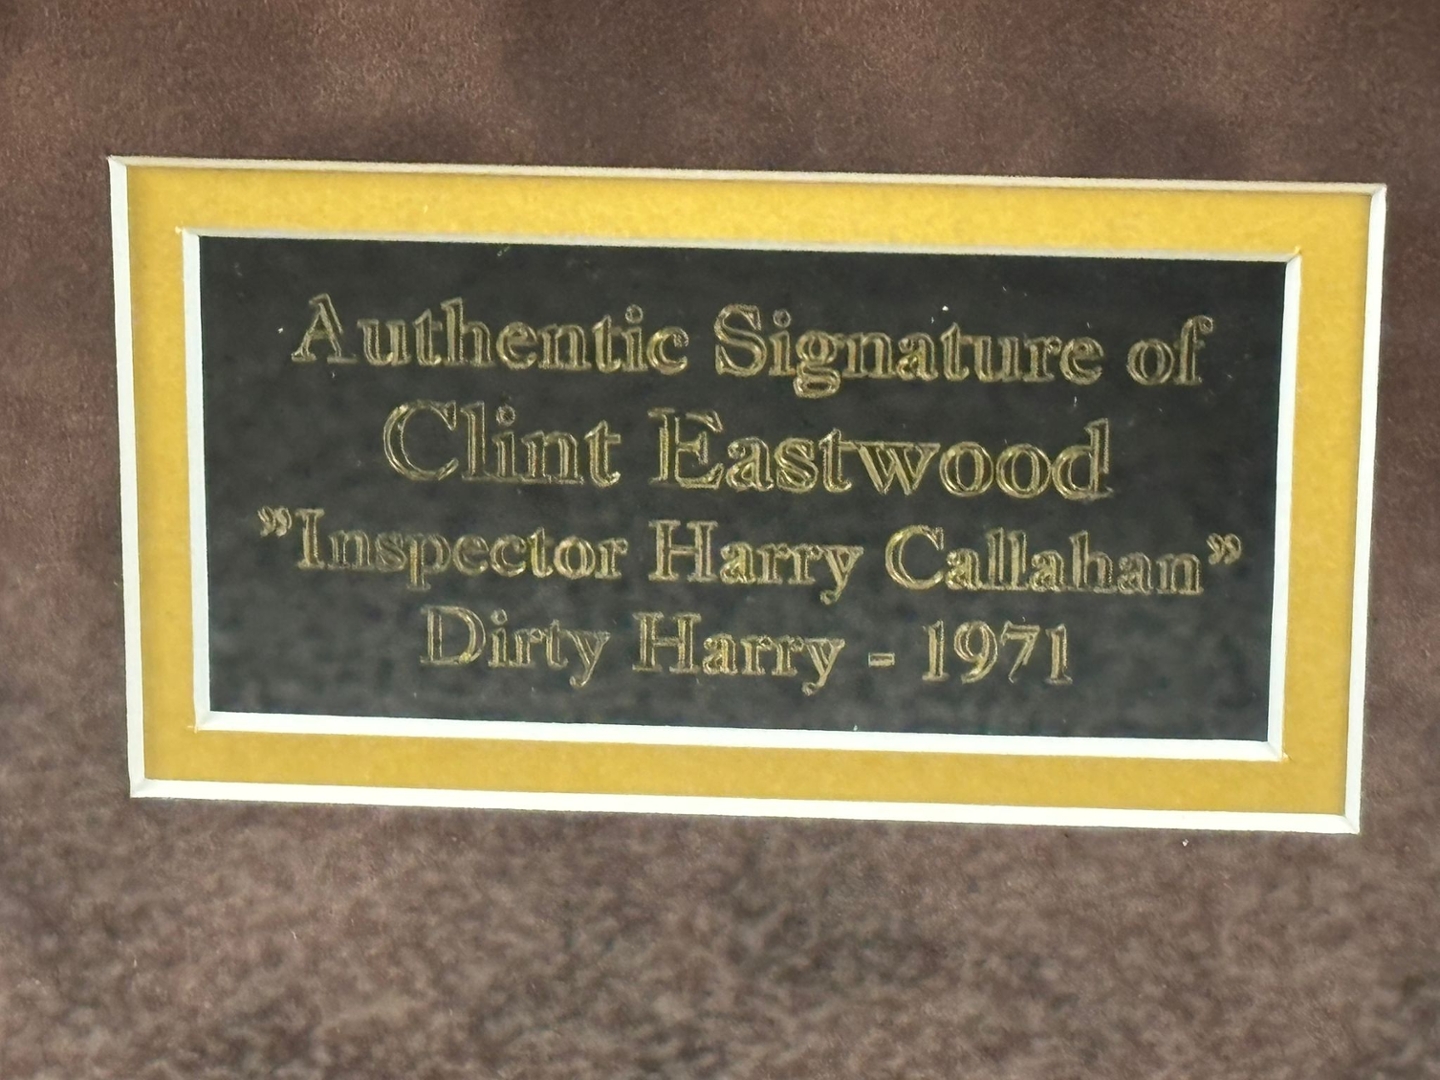 Authentic Signature of
Clint Eastwood
”Inspector Harry Callahan”
Dirty Harry - 1971